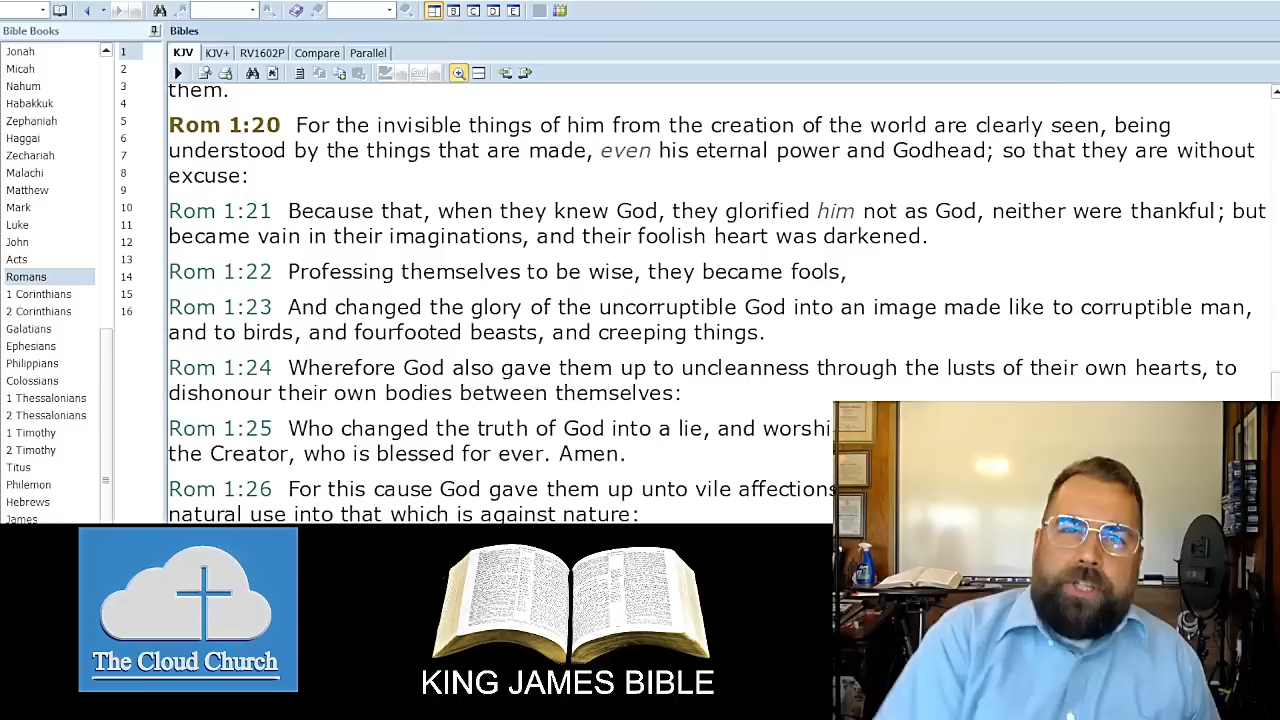 Bible Books
Bibles
Jonah
Micah
Nahum
Habakkuk
Zephaniah
Haggai
Zechariah
Malachi
Matthew
Mark
Luke
John
Acts
Romans
1 Corinthians
2 Corinthians
Galatians
Ephesians
Philippians
Colossians
1 Thessalonians
2 Thessalonians
1 Timothy
2 Timothy
Titus
Philemon
Hebrews
James
1
2
3
4
5
6
7
8
9
10
11
12
13
14
15
16
B C D E
KJV KJV+ RV1602P Compare Parallel
them.
Rom 1:20 For the invisible things of him from the creation of the world are clearly seen, being
understood by the things that are made, even his eternal power and Godhead; so that they are without
excuse:
Rom 1:21 Because that, when they knew God, they glorified him not as God, neither were thankful; but
became vain in their imaginations, and their foolish heart was darkened.
Rom 1:22 Professing themselves to be wise, they became fools,
Rom 1:23 And changed the glory of the uncorruptible God into an image made like to corruptible man,
and to birds, and fourfooted beasts, and creeping things.
Rom 1:24 Wherefore God also gave them up to uncleanness through the lusts of their own hearts, to
dishonour their own bodies between themselves:
Rom 1:25 Who changed the truth of God into a lie, and worshi
the Creator, who is blessed for ever. Amen.
Rom 1:26 For this cause God gave them up unto vile affections
natural use into that which is against nature:
The Cloud Church
KING JAMES BIBLE